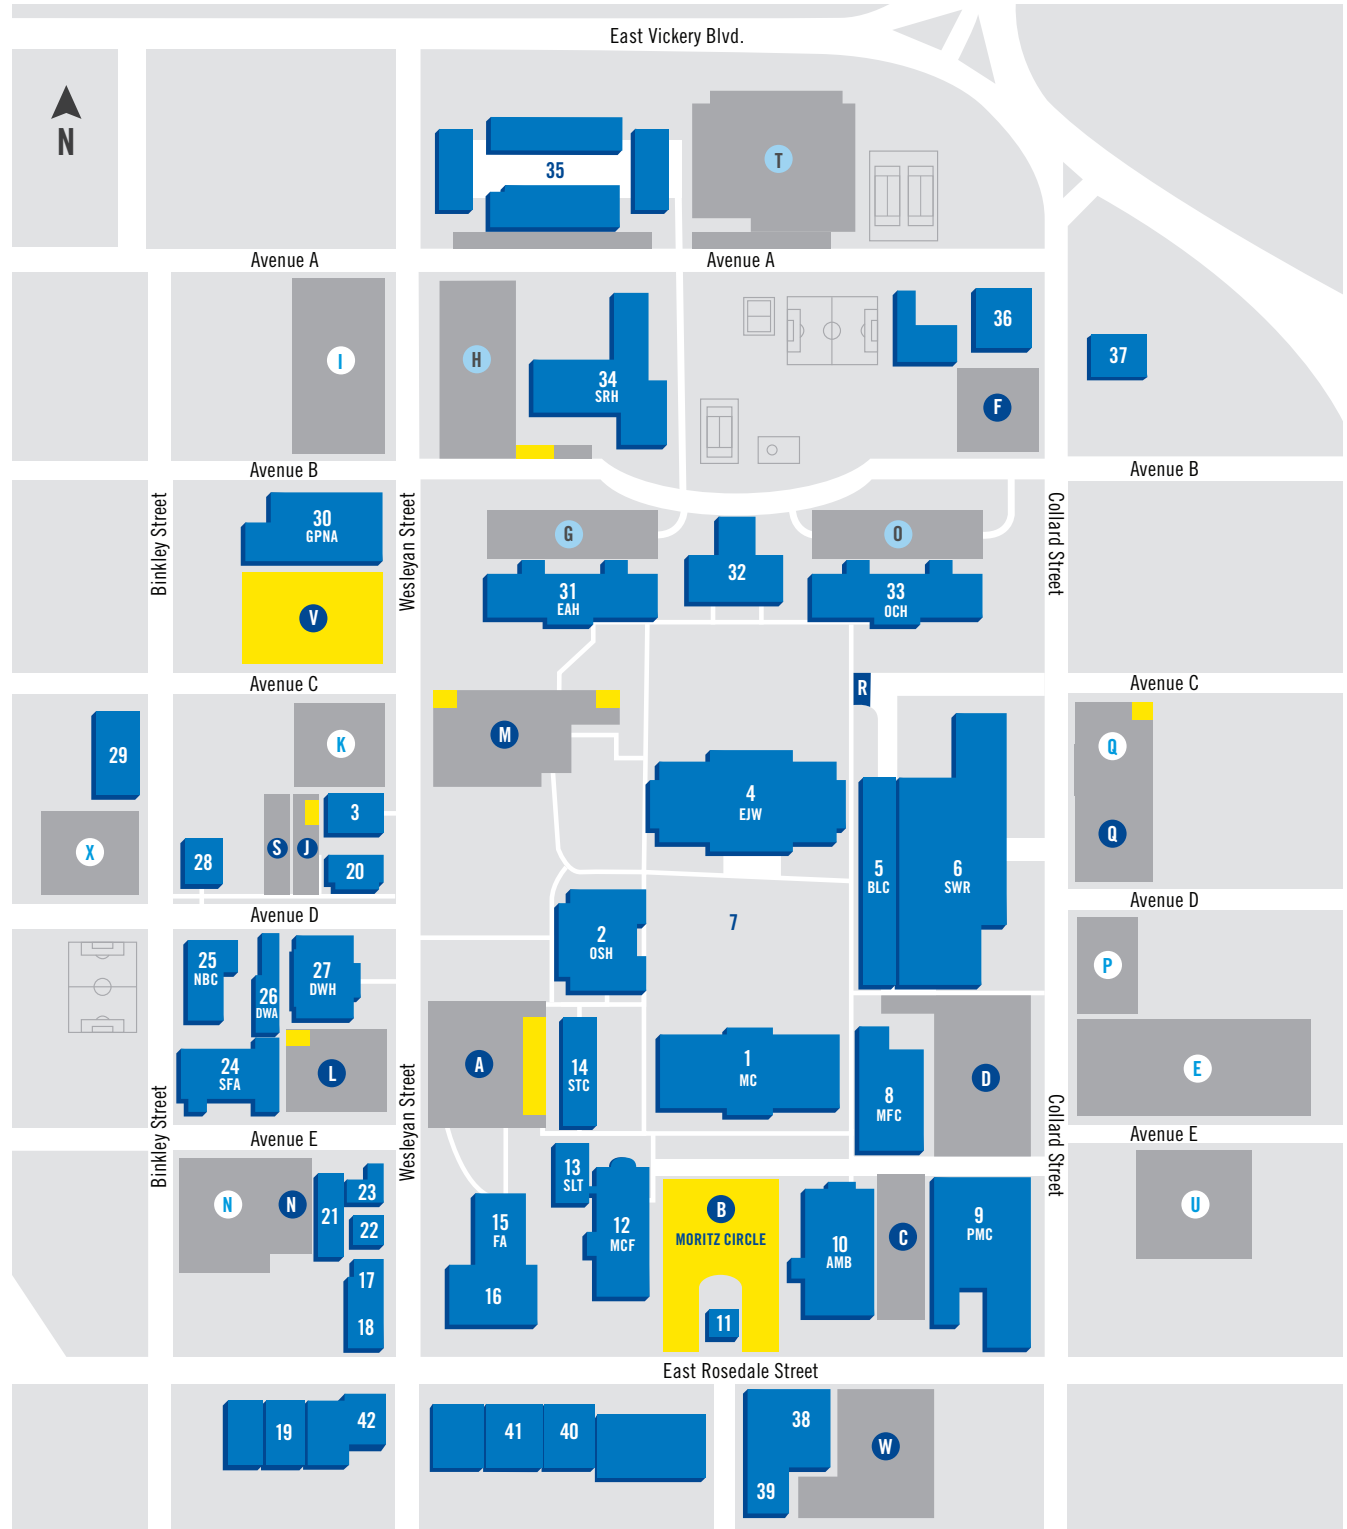 East Vickery Blvd.
N
35
T
Avenue A
Avenue A
I
H
34
SRH
36
37
F
Avenue B
Avenue B
Binkley Street
Wesleyan Street
Collard Street
30
GPNA
G
O
32
31
EAH
33
OCH
V
Avenue C
Avenue C
R
M
K
Q
29
4
EJW
3
X
S
J
Q
28
20
5
BLC
6
SWR
Avenue D
Avenue D
7
2
OSH
25
NBC
26
DWA
27
DWH
P
24
SFA
L
A
14
STC
1
MC
D
8
MFC
E
Binkley Street
Wesleyan Street
Collard Street
Avenue E
Avenue E
13
SLT
23
N
N
21
22
15
FA
12
MCF
B
MORITZ CIRCLE
10
AMB
C
9
PMC
U
17
16
18
11
East Rosedale Street
19
42
41
40
38
W
39